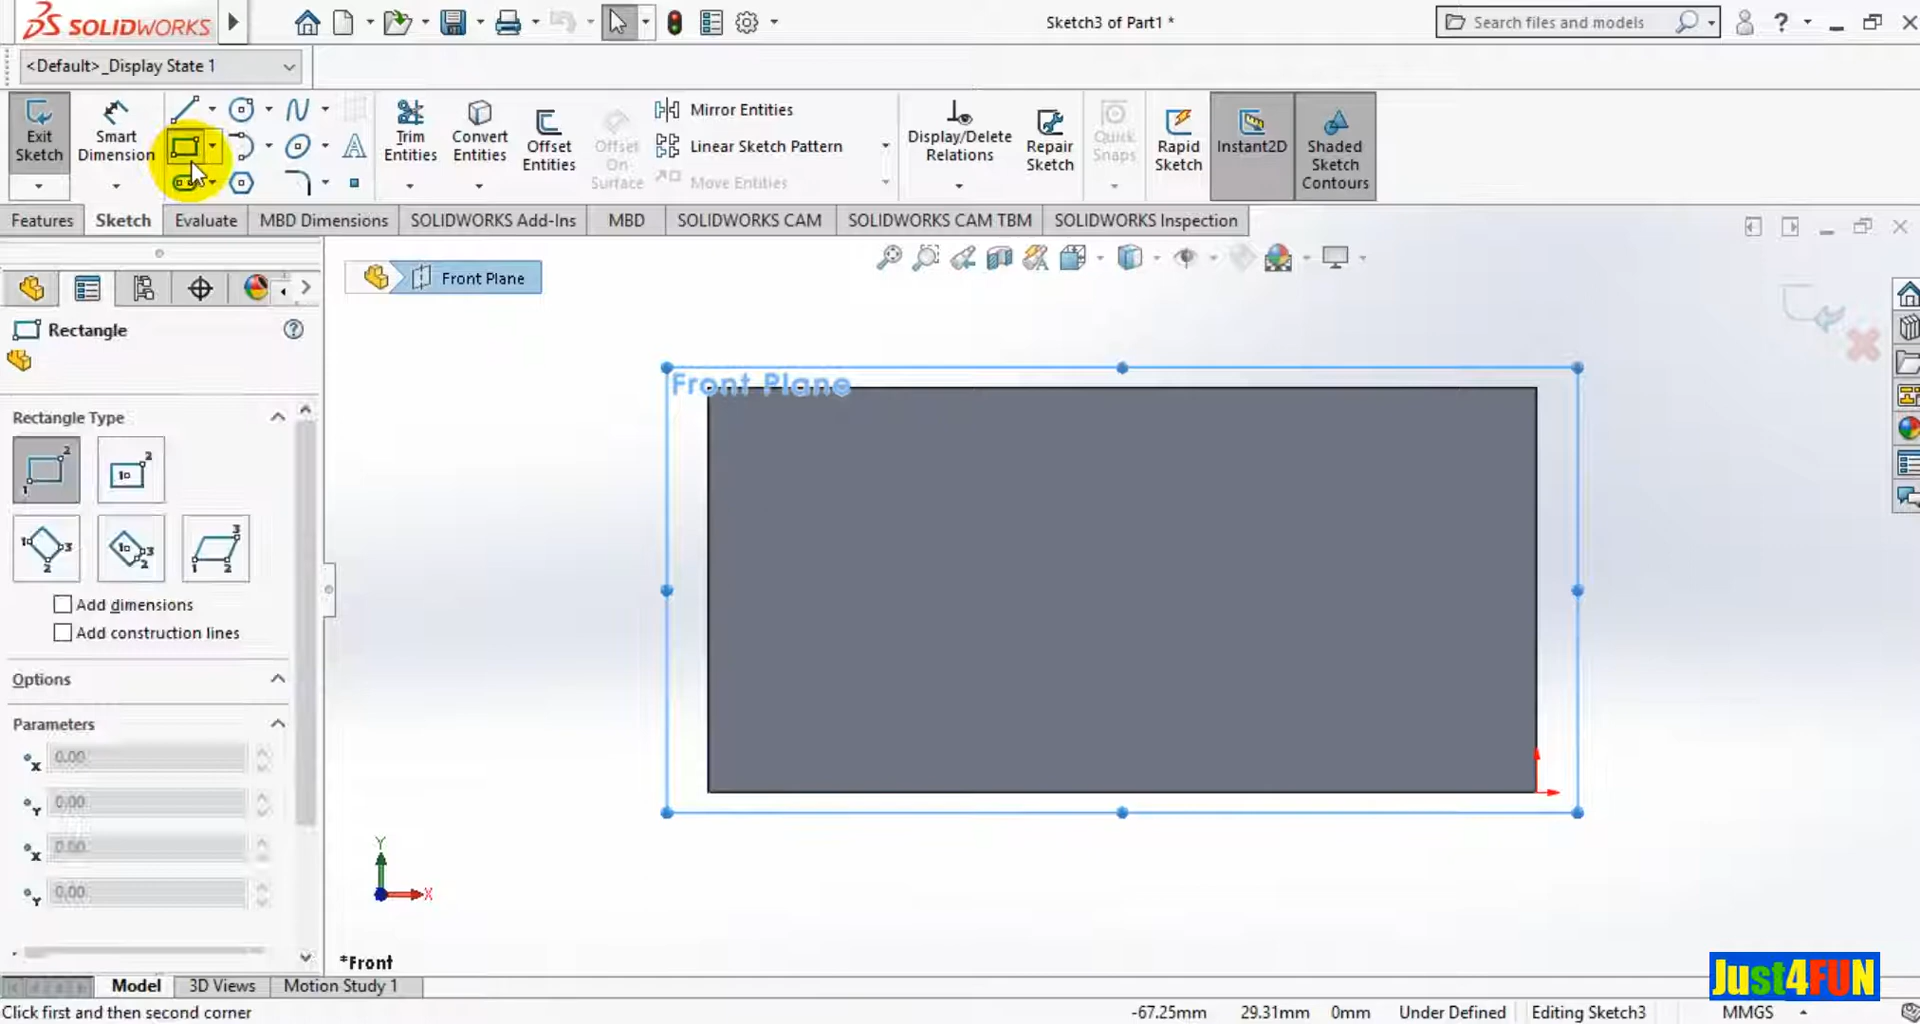 SOLIDWORKS
Sketch3 of Part1 *
Search files and models
?
<Default>_Display State 1
Exit Sketch
Smart Dimension
Trim Entities
Convert Entities
Offset Entities
Offset On-Surface
Mirror Entities
Linear Sketch Pattern
Move Entities
Display/Delete Relations
Repair Sketch
Quick Snaps
Rapid Sketch
Instant2D
Shaded Sketch Contours
Features
Sketch
Evaluate
MBD Dimensions
SOLIDWORKS Add-Ins
MBD
SOLIDWORKS CAM
SOLIDWORKS CAM TBM
SOLIDWORKS Inspection
Front Plane
Rectangle
?
Rectangle Type
Add dimensions
Add construction lines
Options
Parameters
X 0.00
Y 0.00
X 0.00
Y 0.00
Front Plane
Y
X
*Front
Just4FUN
Model
3D Views
Motion Study 1
Click first and then second corner
-67.25mm
29.31mm
0mm
Under Defined
Editing Sketch3
MMGS